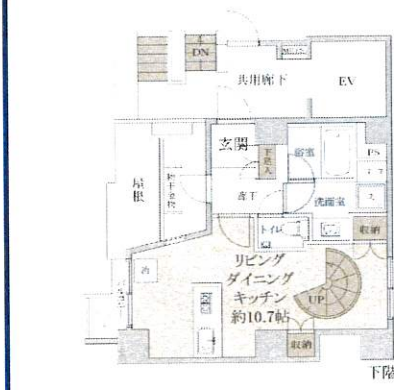 DN
共用廊下
EV
玄関
下足入
浴室
PS
屋根
廊下
洗面室
トイレ
収納
リビング
ダイニング
キッチン
約10.7帖
冷
UP
収納
下階